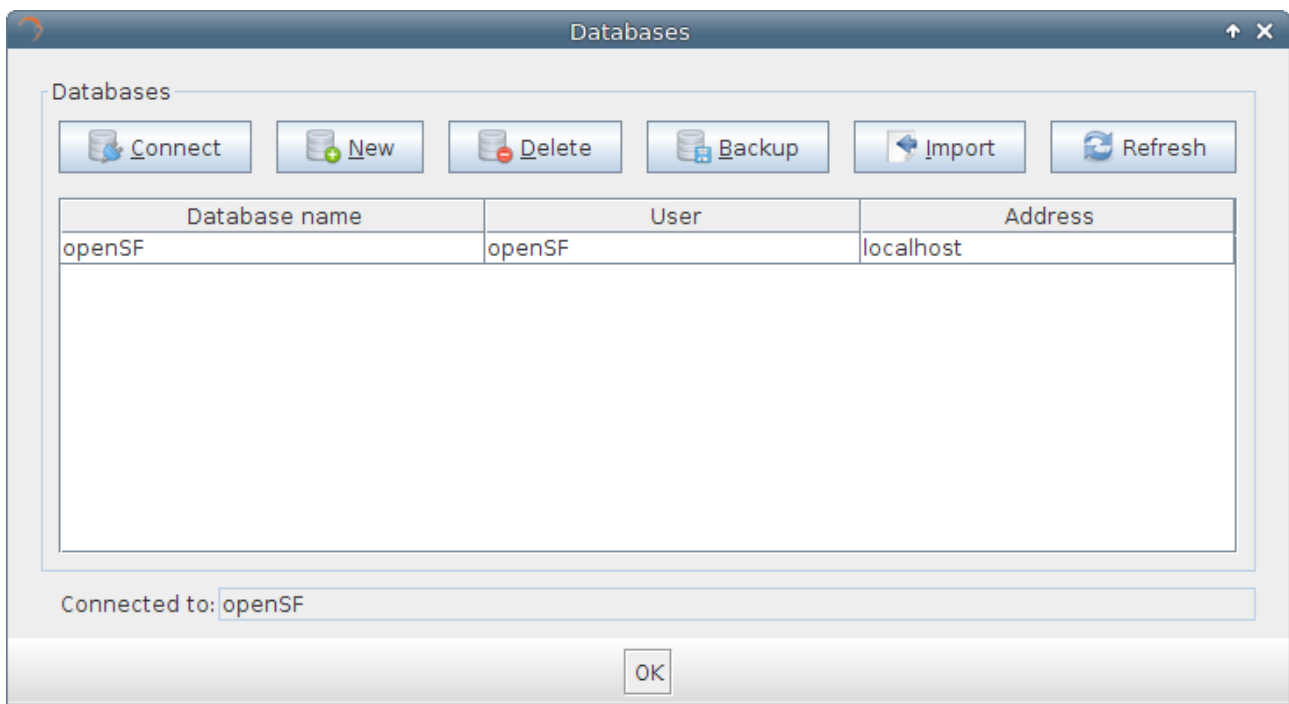 Databases
Databases
Connect New Delete Backup Import Refresh
Database name User Address
openSF openSF localhost
Connected to: openSF
OK